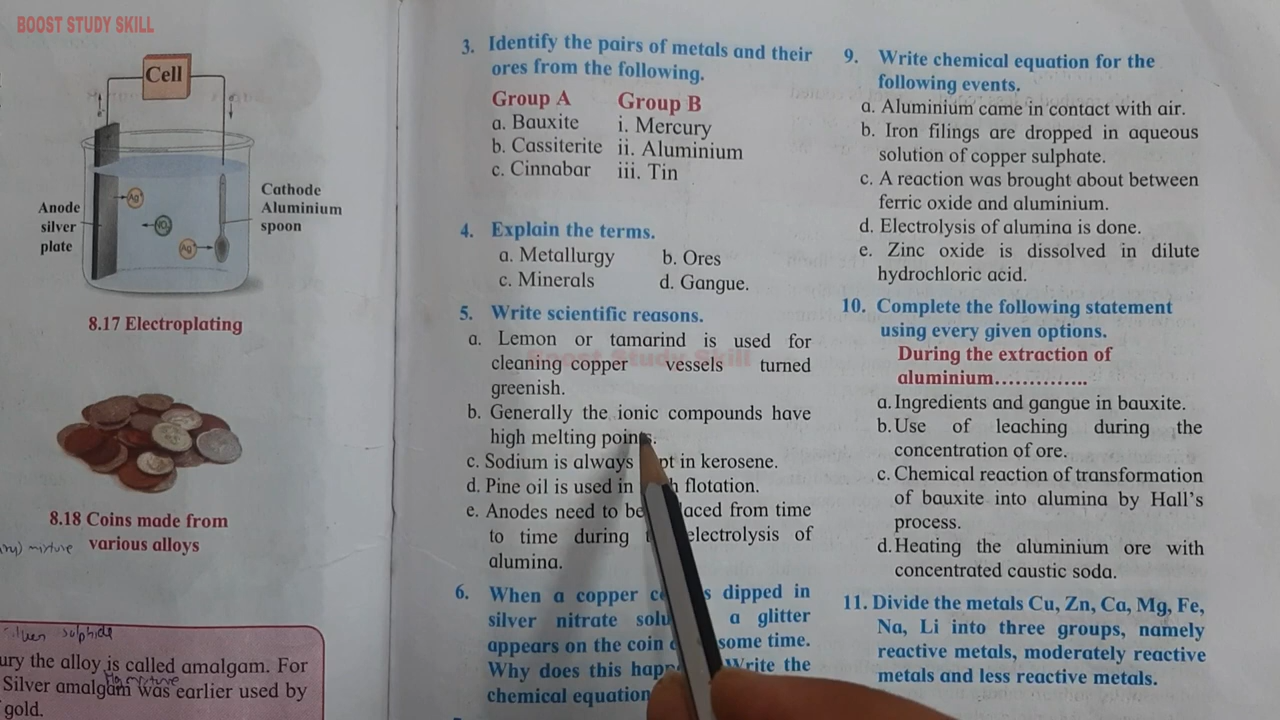 BOOST STUDY SKILL
Cell
Ag
NO₃
Ag
Anode
silver
plate
Cathode
Aluminium
spoon
8.17 Electroplating
8.18 Coins made from
various alloys
mixture
sulphide
ury the alloy is called amalgam. For
Silver amalgam was earlier used by
gold.
3. Identify the pairs of metals and their
ores from the following.
Group A Group B
a. Bauxite i. Mercury
b. Cassiterite ii. Aluminium
c. Cinnabar iii. Tin
4. Explain the terms.
a. Metallurgy b. Ores
c. Minerals d. Gangue.
5. Write scientific reasons.
a. Lemon or tamarind is used for
cleaning copper vessels turned
greenish.
Boost Study Skill
b. Generally the ionic compounds have
high melting points.
c. Sodium is always pt in kerosene.
d. Pine oil is used in h flotation.
e. Anodes need to be laced from time
to time during t electrolysis of
alumina.
6. When a copper c s dipped in
silver nitrate solu a glitter
appears on the coin some time.
Why does this hap Write the
chemical equation
9. Write chemical equation for the
following events.
a. Aluminium came in contact with air.
b. Iron filings are dropped in aqueous
solution of copper sulphate.
c. A reaction was brought about between
ferric oxide and aluminium.
d. Electrolysis of alumina is done.
e. Zinc oxide is dissolved in dilute
hydrochloric acid.
10. Complete the following statement
using every given options.
During the extraction of
aluminium..............
a. Ingredients and gangue in bauxite.
b. Use of leaching during the
concentration of ore.
c. Chemical reaction of transformation
of bauxite into alumina by Hall's
process.
d. Heating the aluminium ore with
concentrated caustic soda.
11. Divide the metals Cu, Zn, Ca, Mg, Fe,
Na, Li into three groups, namely
reactive metals, moderately reactive
metals and less reactive metals.